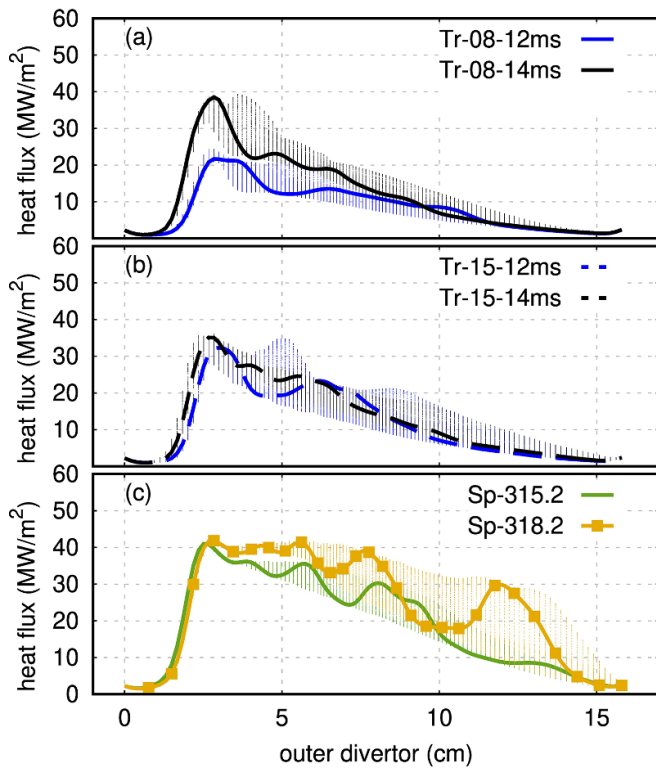 60
50
40
30
20
10
heat flux (MW/m²)
(a)
Tr-08-12ms
Tr-08-14ms
60
50
40
30
20
10
heat flux (MW/m²)
(b)
Tr-15-12ms
Tr-15-14ms
60
50
40
30
20
10
0
heat flux (MW/m²)
(c)
Sp-315.2
Sp-318.2
0 5 10 15
outer divertor (cm)